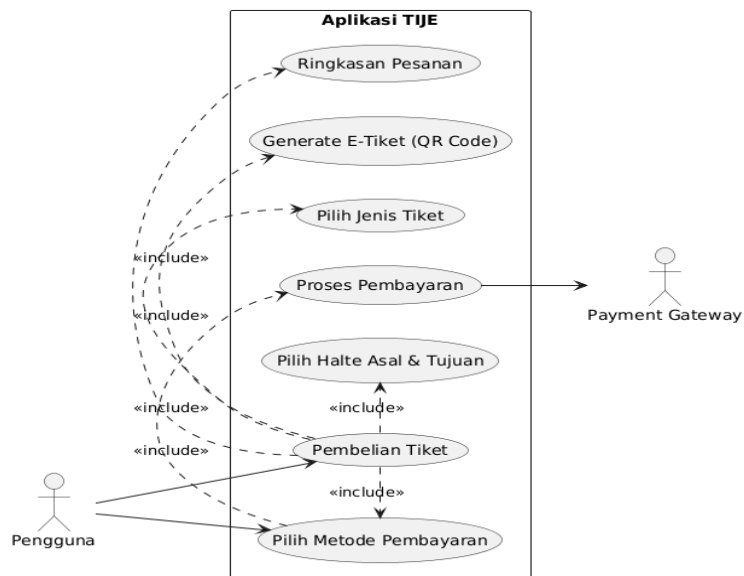 Aplikasi TIJE
Ringkasan Pesanan
Generate E-Tiket (QR Code)
Pilih Jenis Tiket
«include»
Proses Pembayaran
Payment Gateway
«include»
Pilih Halte Asal & Tujuan
«include»
«include»
Pembelian Tiket
«include»
«include»
Pengguna
Pilih Metode Pembayaran